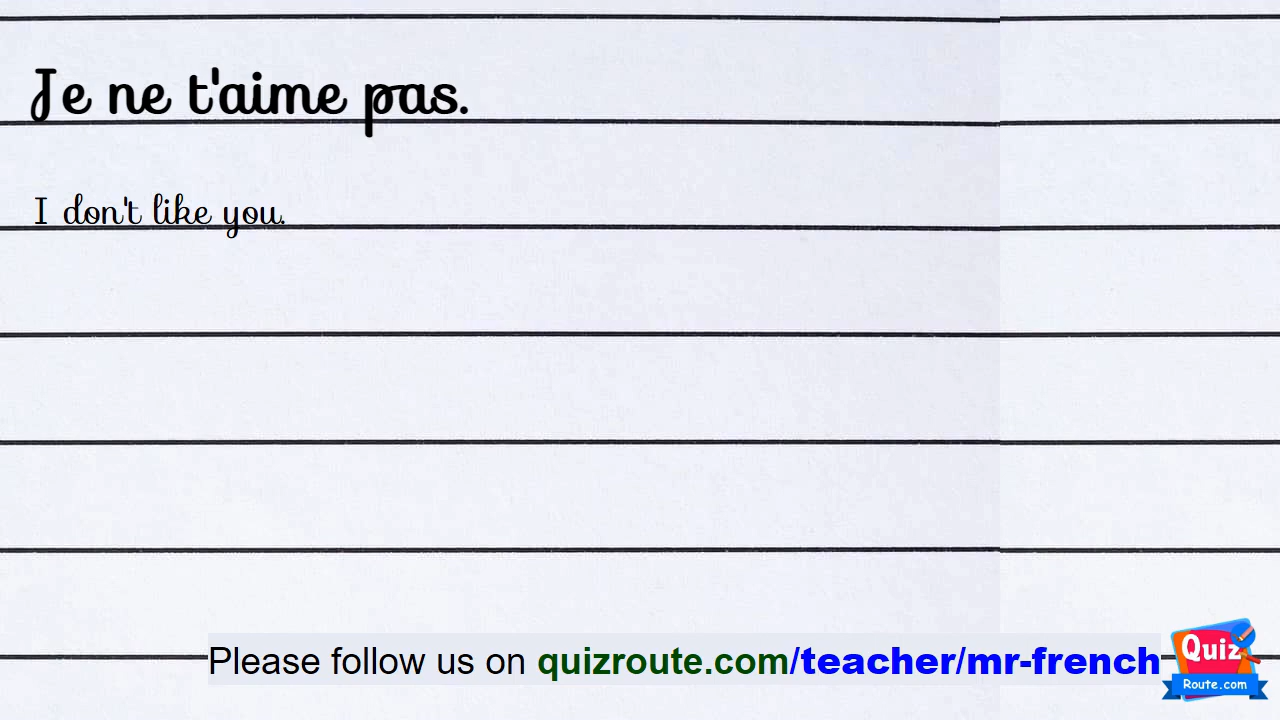 Je ne t'aime pas.
I don't like you.
Please follow us on quizroute.com/teacher/mr-french
Quiz
Route.com